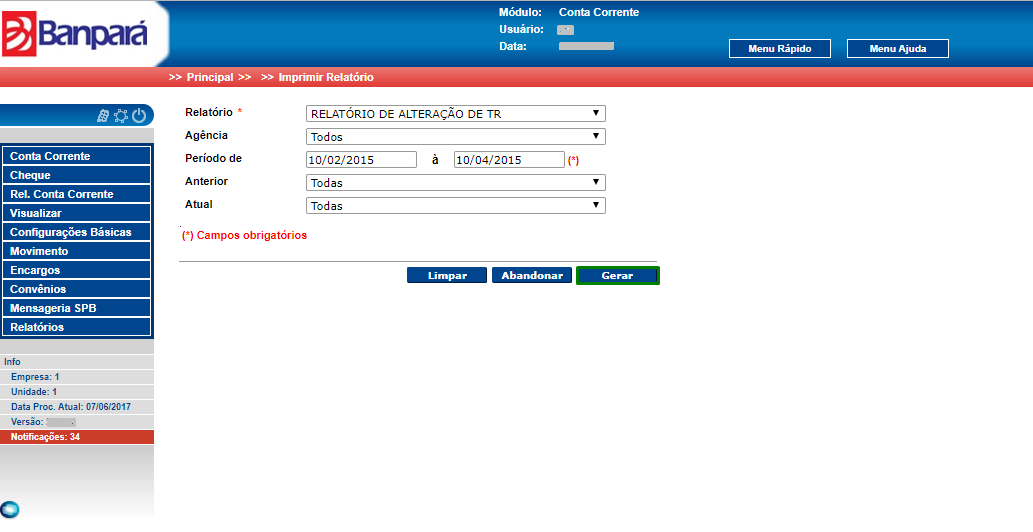 Banpará
Módulo: Conta Corrente
Usuário:
Data:
Menu Rápido Menu Ajuda
>> Principal >> >> Imprimir Relatório
Relatório * RELATÓRIO DE ALTERAÇÃO DE TR
Agência Todos
Período de 10/02/2015 à 10/04/2015 (*)
Anterior Todas
Atual Todas
(*) Campos obrigatórios
Limpar Abandonar Gerar
Conta Corrente
Cheque
Rel. Conta Corrente
Visualizar
Configurações Básicas
Movimento
Encargos
Convênios
Mensageria SPB
Relatórios
Info
Empresa: 1
Unidade: 1
Data Proc. Atual: 07/06/2017
Versão:
Notificações: 34